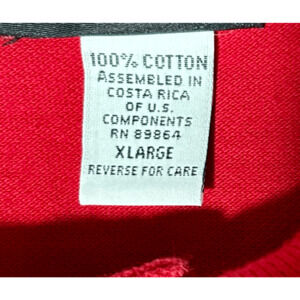 100% COTTON
ASSEMBLED IN
COSTA RICA
OF U.S.
COMPONENTS
RN 89864
XLARGE
REVERSE FOR CARE